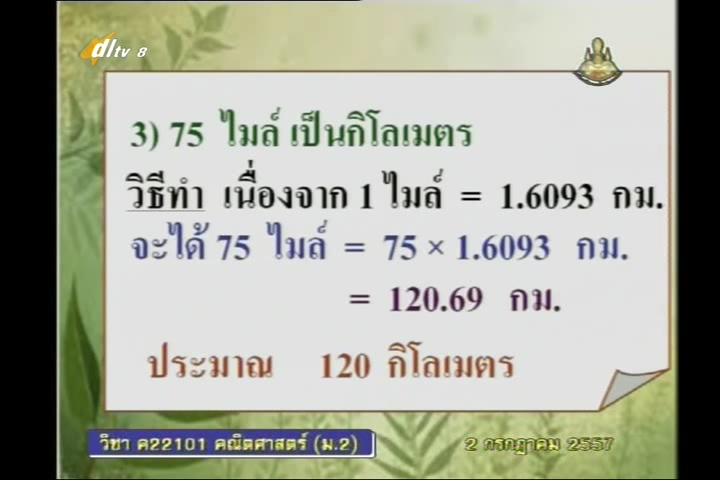 dltv 8
3) 75 ไมล์ เป็นกิโลเมตร
วิธีทำ เนื่องจาก 1 ไมล์ = 1.6093 กม.
จะได้ 75 ไมล์ = 75 × 1.6093 กม.
= 120.69 กม.
ประมาณ 120 กิโลเมตร
วิชา ค22101 คณิตศาสตร์ (ม.2)
2 กรกฎาคม 2557